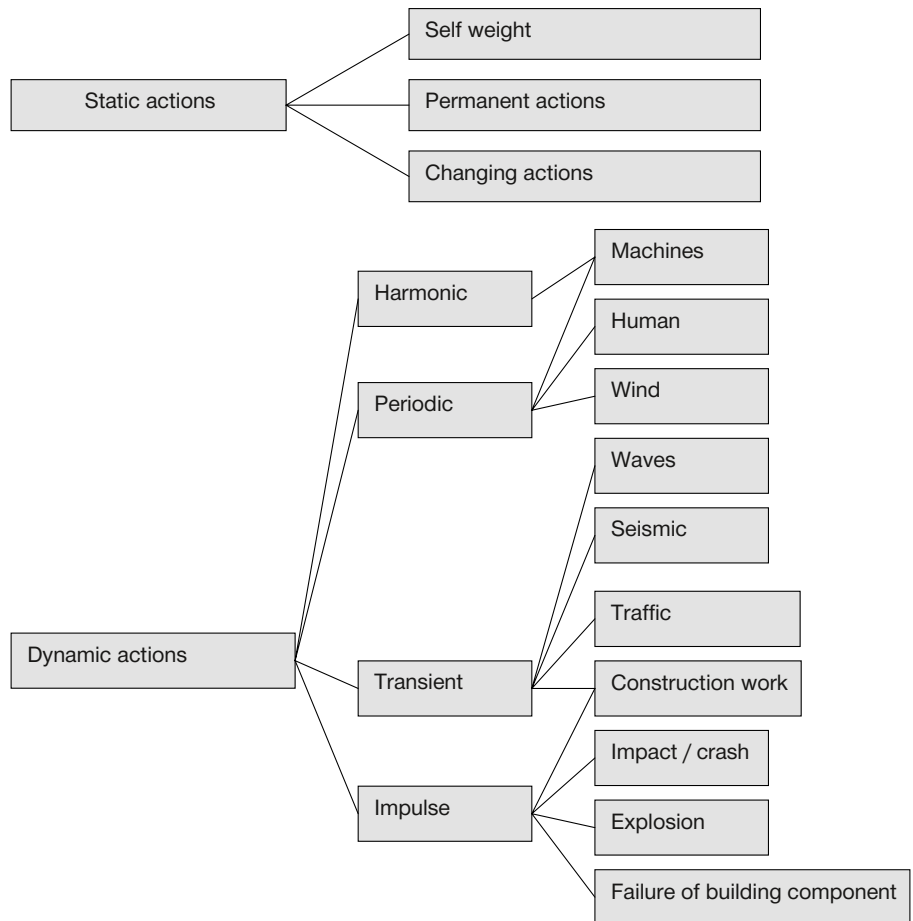 Self weight
Static actions
Permanent actions
Changing actions
Machines
Harmonic
Human
Periodic
Wind
Waves
Seismic
Traffic
Dynamic actions
Transient
Construction work
Impact / crash
Impulse
Explosion
Failure of building component